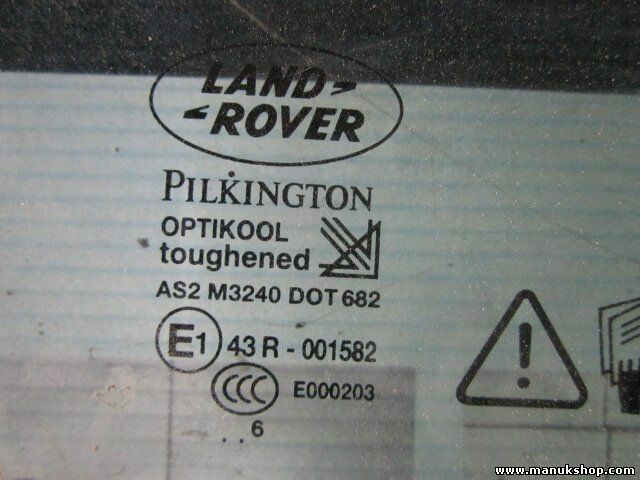 LAND
ROVER
PILKINGTON
OPTIKOOL
toughened
AS2 M3240 DOT 682
E1 43 R - 001582
CCC E000203
..6
www.manukshop.com